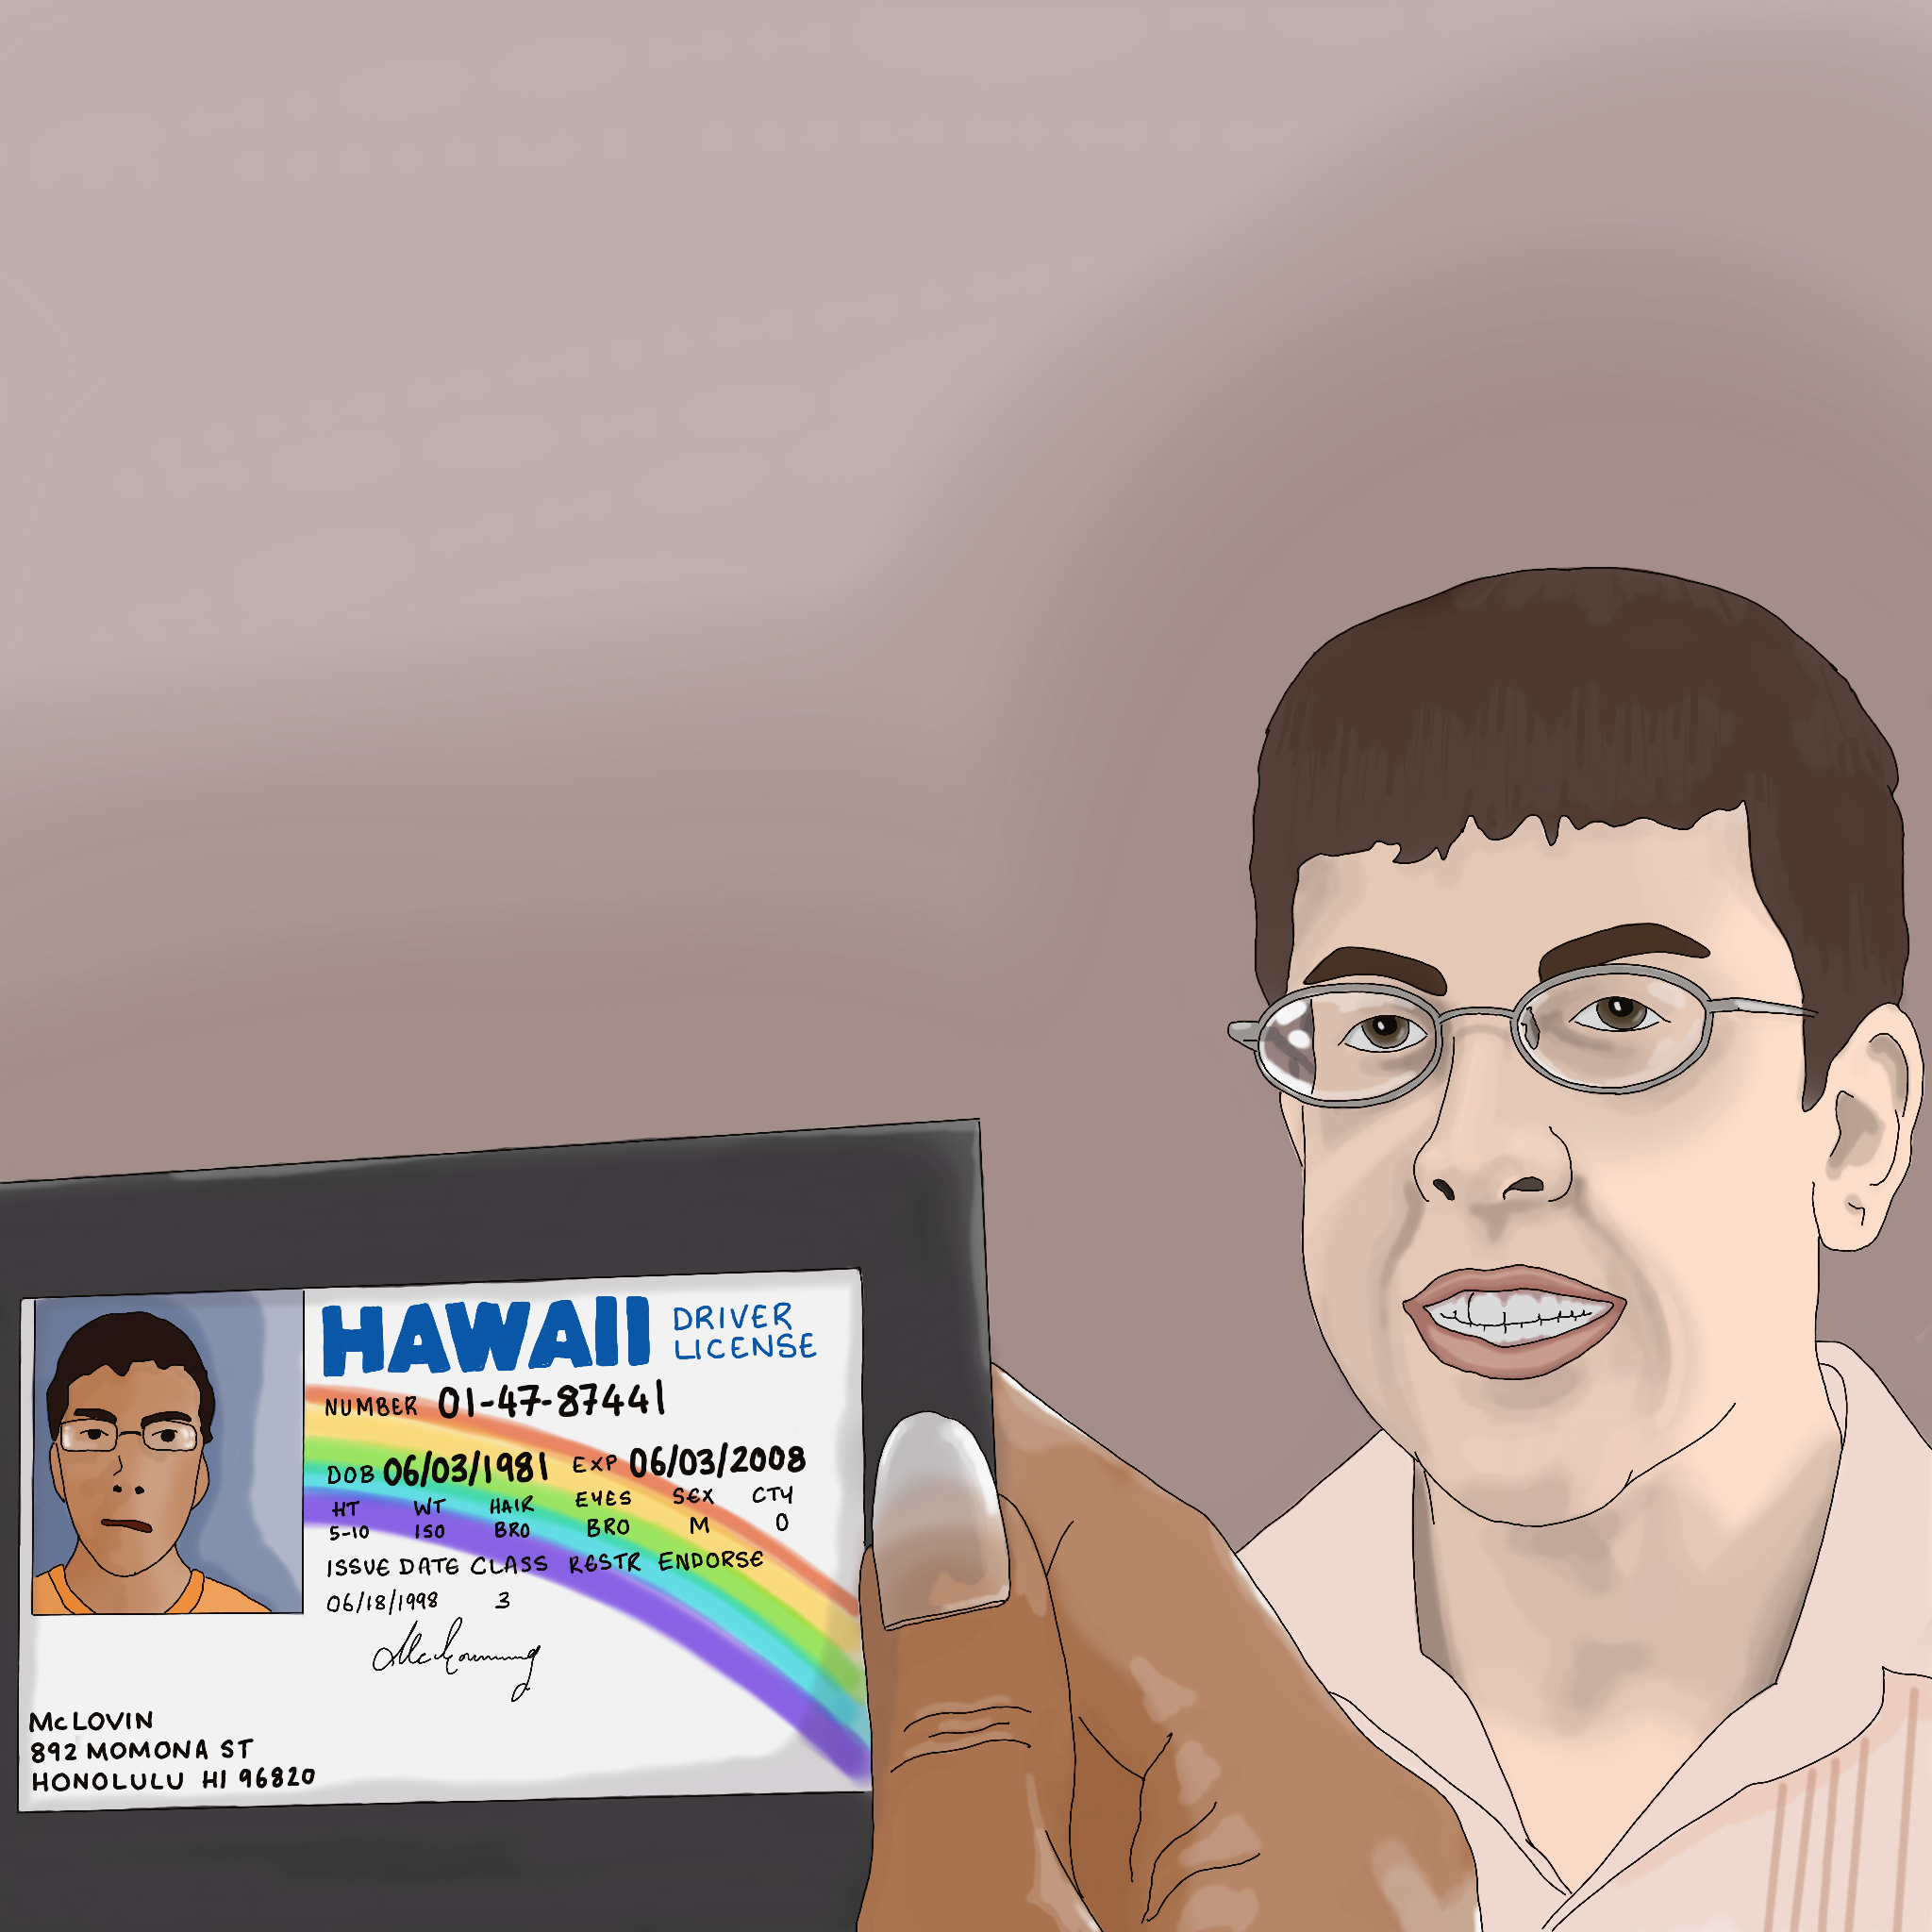 HAWAII DRIVER LICENSE
NUMBER 01-47-87441
DOB 06/03/1981 EXP 06/03/2008
HT WT HAIR EYES SEX CTY
5-10 150 BRO BRO M 0
ISSUE DATE CLASS RESTR ENDORSE
06/18/1998 3
McLOVIN
892 MOMONA ST
HONOLULU HI 96820